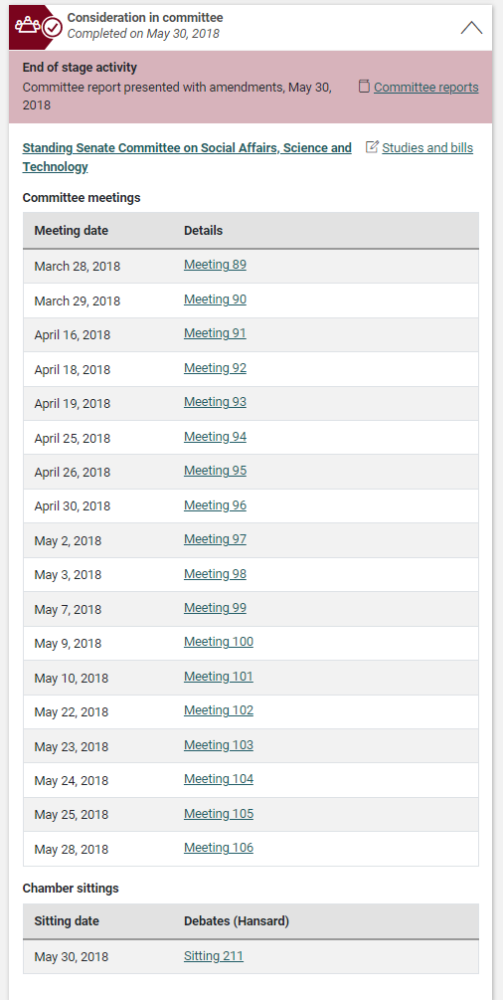 Consideration in committee
Completed on May 30, 2018
End of stage activity
Committee report presented with amendments, May 30,
2018
Committee reports
Standing Senate Committee on Social Affairs, Science and
Technology
Studies and bills
Committee meetings
Meeting date Details
March 28, 2018 Meeting 89
March 29, 2018 Meeting 90
April 16, 2018 Meeting 91
April 18, 2018 Meeting 92
April 19, 2018 Meeting 93
April 25, 2018 Meeting 94
April 26, 2018 Meeting 95
April 30, 2018 Meeting 96
May 2, 2018 Meeting 97
May 3, 2018 Meeting 98
May 7, 2018 Meeting 99
May 9, 2018 Meeting 100
May 10, 2018 Meeting 101
May 22, 2018 Meeting 102
May 23, 2018 Meeting 103
May 24, 2018 Meeting 104
May 25, 2018 Meeting 105
May 28, 2018 Meeting 106
Chamber sittings
Sitting date Debates (Hansard)
May 30, 2018 Sitting 211